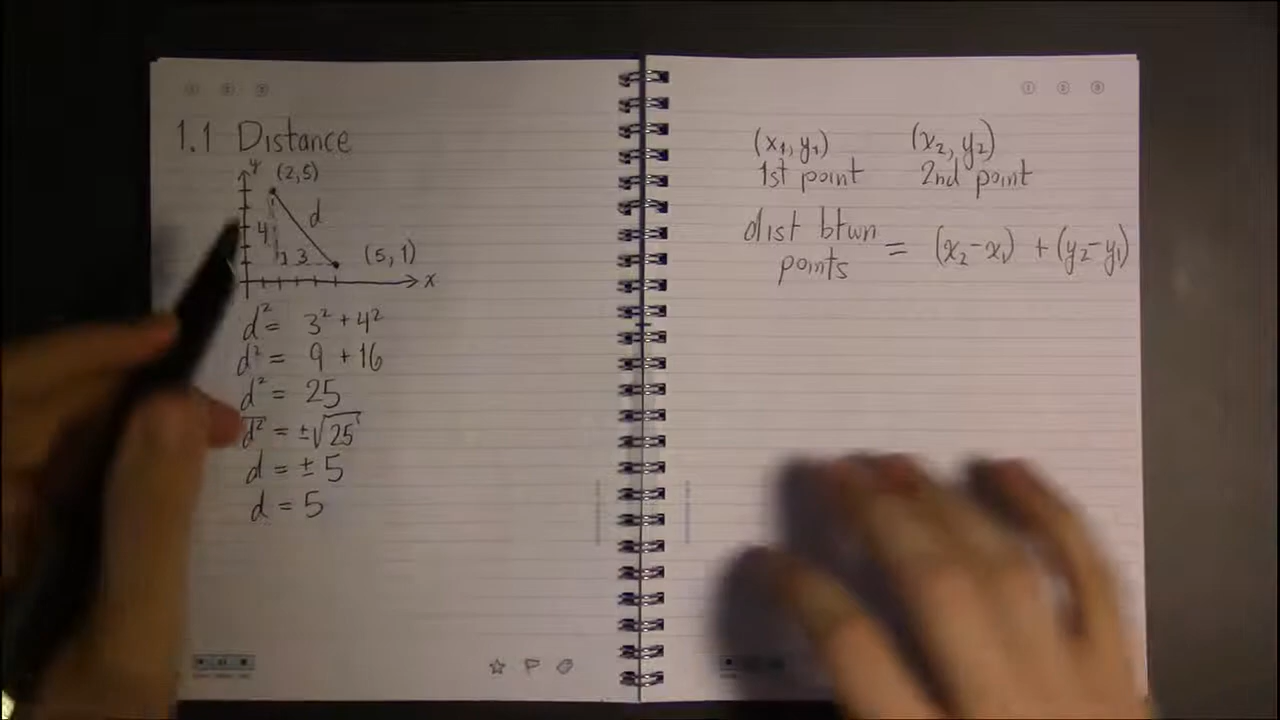 1.1 Distance
y
(2,5)
d
4
3
(5, 1)
x
d² = 3² + 4²
d² = 9 + 16
d² = 25
√d² = ±√25
d = ± 5
d = 5
(x₁, y₁) (x₂, y₂)
1st point 2nd point
dist btwn points = (x₂-x₁) + (y₂-y₁)